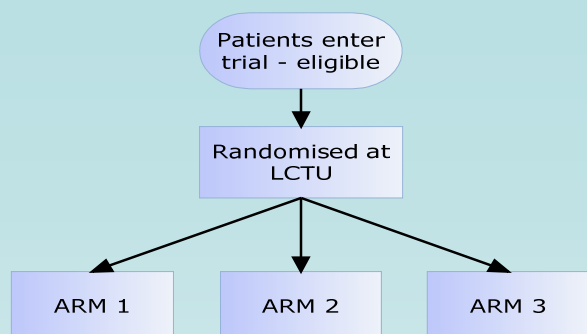 Patients enter
trial - eligible
Randomised at
LCTU
ARM 1
ARM 2
ARM 3